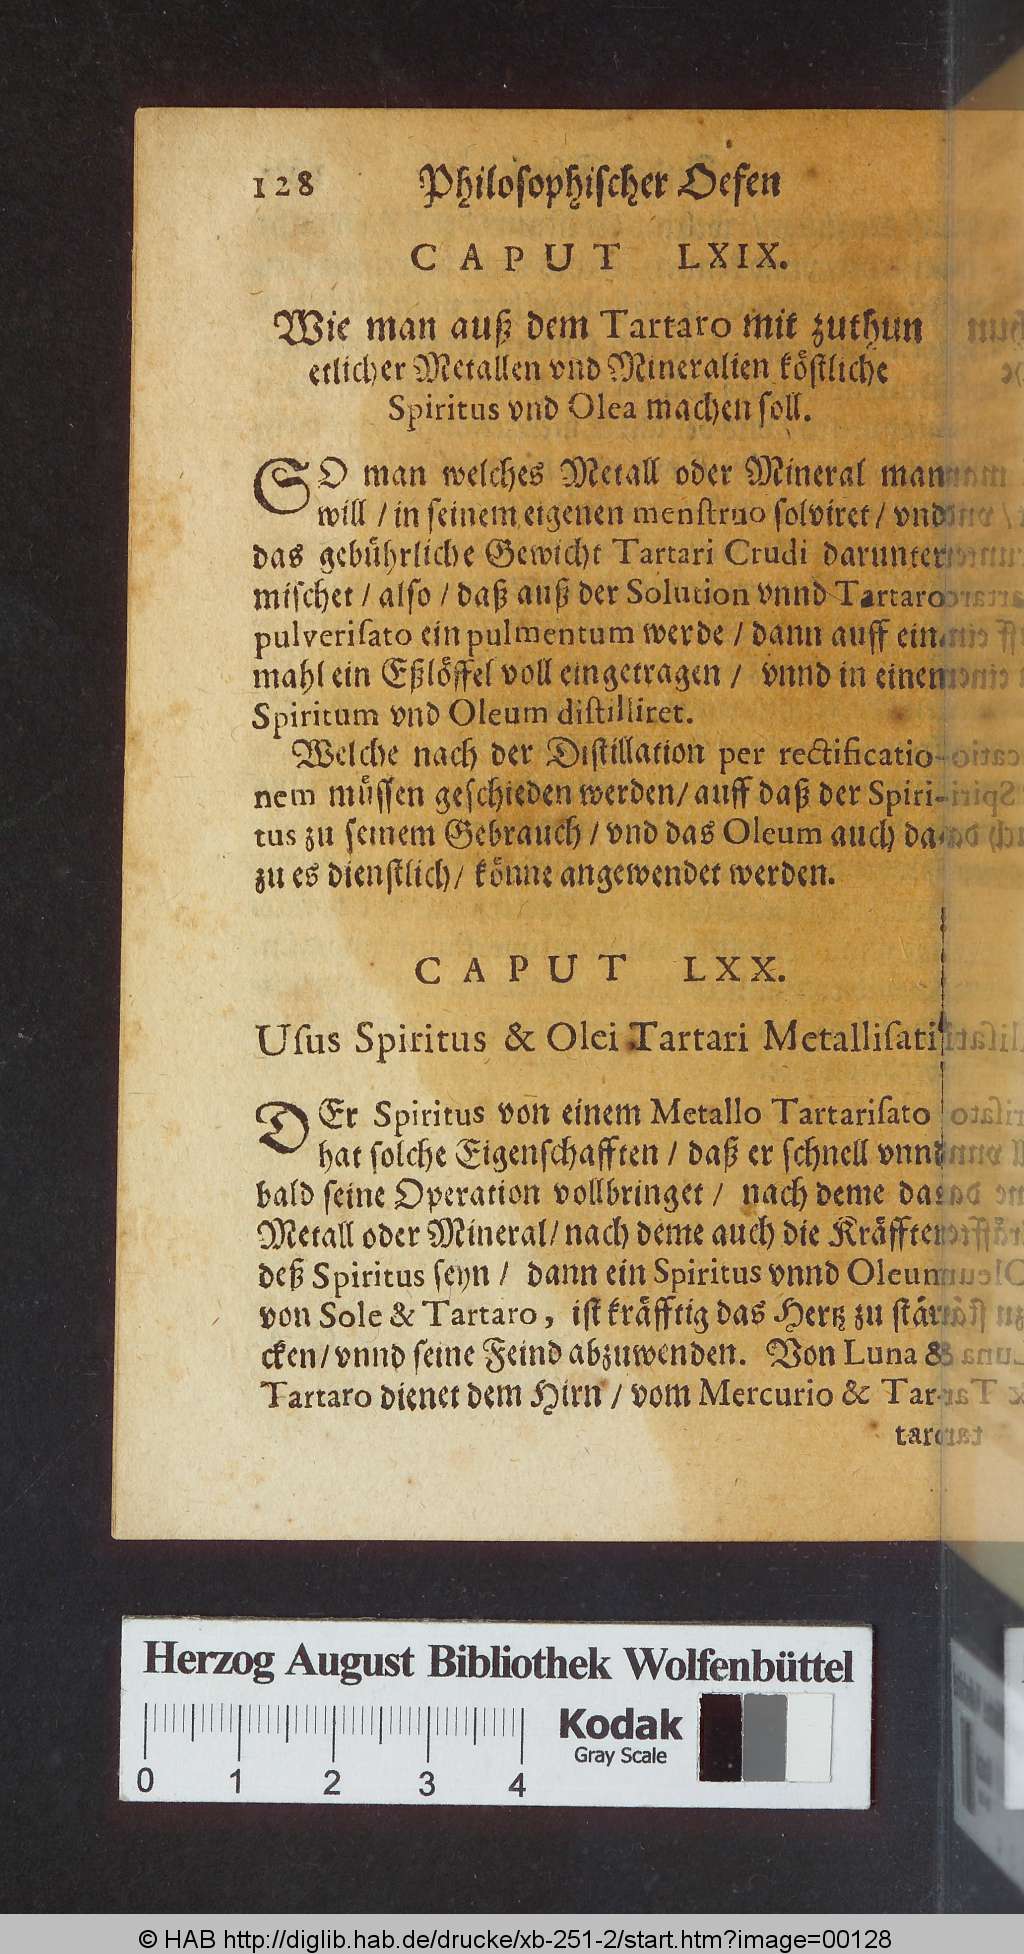 128 Philosophischer Oefen
CAPUT LXIX.
Wie man auß dem Tartaro mit zuthun
etlicher Metallen vnd Mineralien köstliche
Spiritus vnd Olea machen soll.
SO man welches Metall oder Mineral man
will / in seinem eigenen menstruo solviret / vnd
das gebührliche Gewicht Tartari Crudi darunter
mischet / also / daß auß der Solution vnnd Tartaro
pulverisato ein pulmentum werde / dann auff ein
mahl ein Eßlöffel voll eingetragen / vnnd in einen
Spiritum vnd Oleum distilliret.
Welche nach der Distillation per rectificatio-
nem müssen geschieden werden / auff daß der Spiri-
tus zu seinem Gebrauch / vnd das Oleum auch da-
zu es dienstlich / könne angewendet werden.
CAPUT LXX.
Usus Spiritus & Olei Tartari Metallisati
DEr Spiritus von einem Metallo Tartarisato
hat solche Eigenschafften / daß er schnell vnnd
bald seine Operation vollbringet / nach deme das
Metall oder Mineral / nach deme auch die Kräfften
deß Spiritus seyn / dann ein Spiritus vnnd Oleum
von Sole & Tartaro, ist kräfftig das Hertz zu stär-
cken / vnnd seine Feind abzuwenden. Von Luna &
Tartaro dienet dem Hirn / vom Mercurio & Tar-
taro
Herzog August Bibliothek Wolfenbüttel
Kodak
Gray Scale
0 1 2 3 4
© HAB http://diglib.hab.de/drucke/xb-251-2/start.htm?image=00128